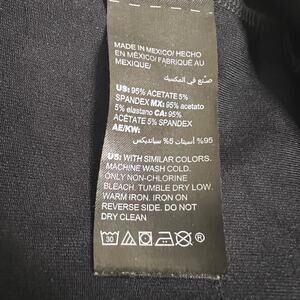 MADE IN MEXICO/ HECHO
EN MÉXICO/ FABRIQUÉ AU
MEXIQUE/
صنع في المكسيك
US: 95% ACETATE 5%
SPANDEX MX: 95% acetato
5% elastano CA: 95%
ACÉTATE 5% SPANDEX
AE/KW:
95% أسيتات 5% سبانديكس
US: WITH SIMILAR COLORS.
MACHINE WASH COLD.
ONLY NON-CHLORINE
BLEACH. TUMBLE DRY LOW.
WARM IRON. IRON ON
REVERSE SIDE. DO NOT
DRY CLEAN
30 ®